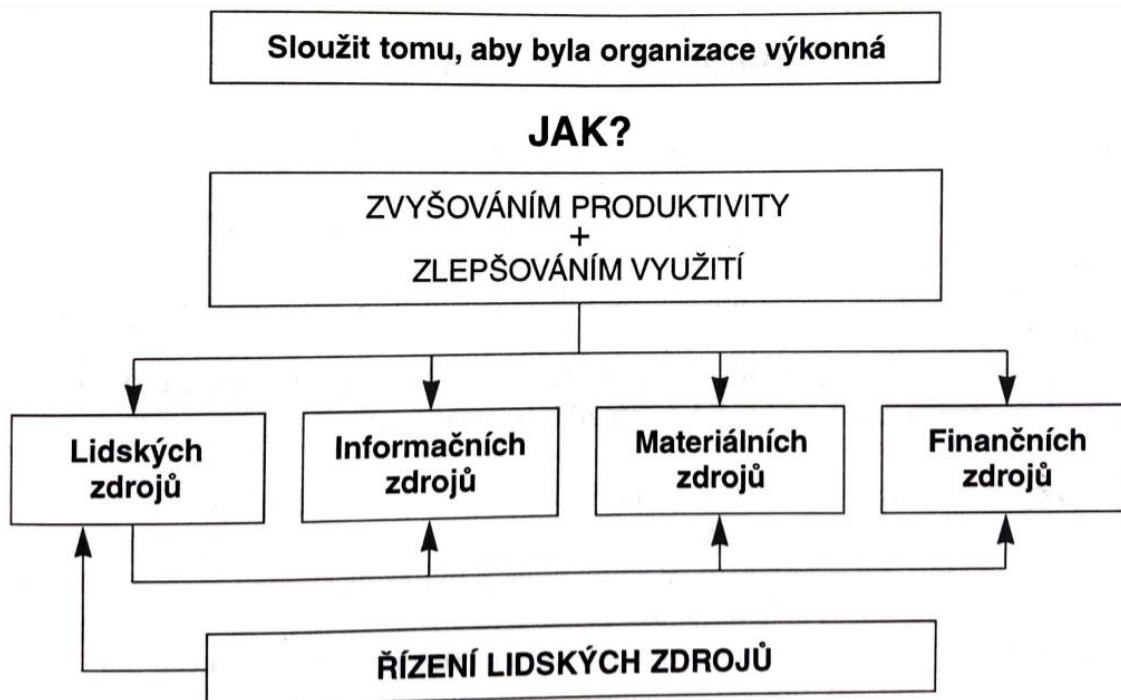 Sloužit tomu, aby byla organizace výkonná
JAK?
ZVYŠOVÁNÍM PRODUKTIVITY
+
ZLEPŠOVÁNÍM VYUŽITÍ
Lidských
zdrojů
Informačních
zdrojů
Materiálních
zdrojů
Finančních
zdrojů
ŘÍZENÍ LIDSKÝCH ZDROJŮ